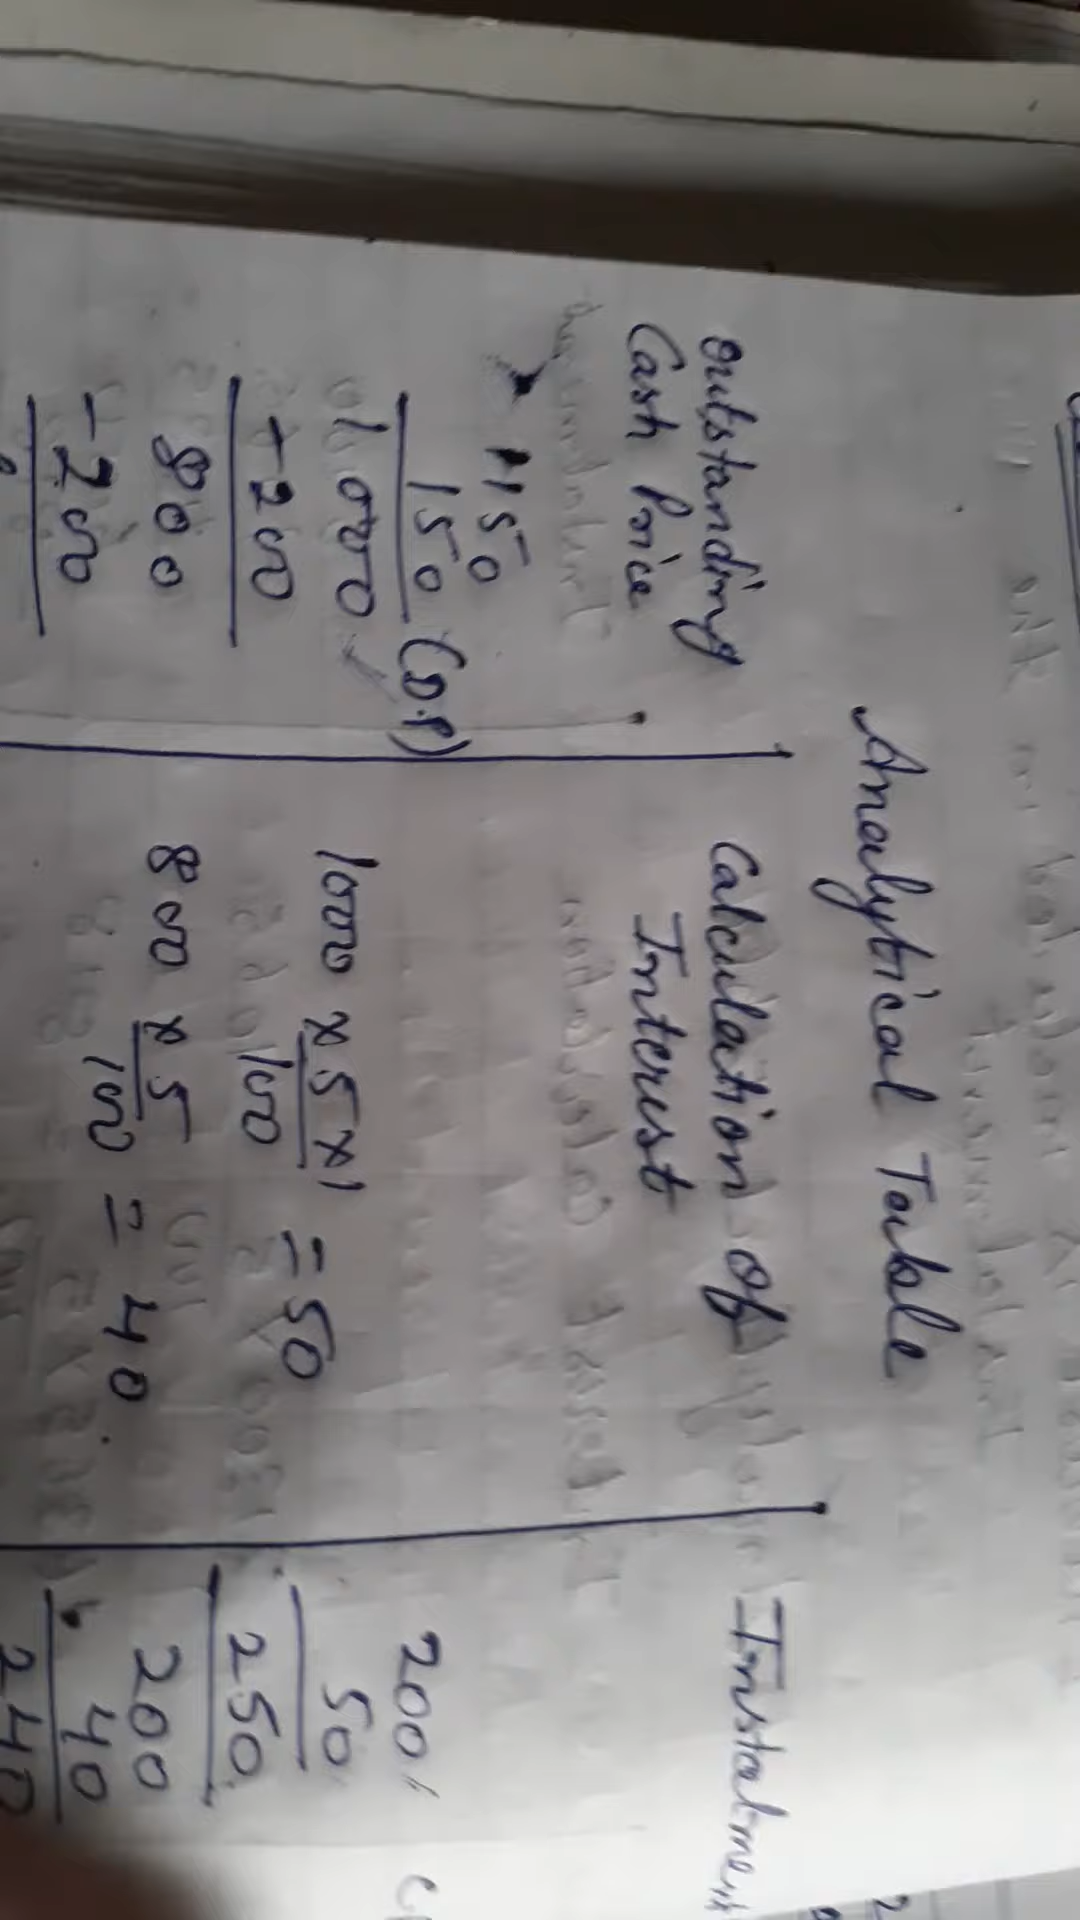 Analytical Table
Outstanding Cash Price
Calculation of Interest
Instalment
1150
150 (D.P)
1000
-200
800
-200
1000 x 5 x 1 = 50
100
800 x 5 = 40
100
200
50
250
200
40
240